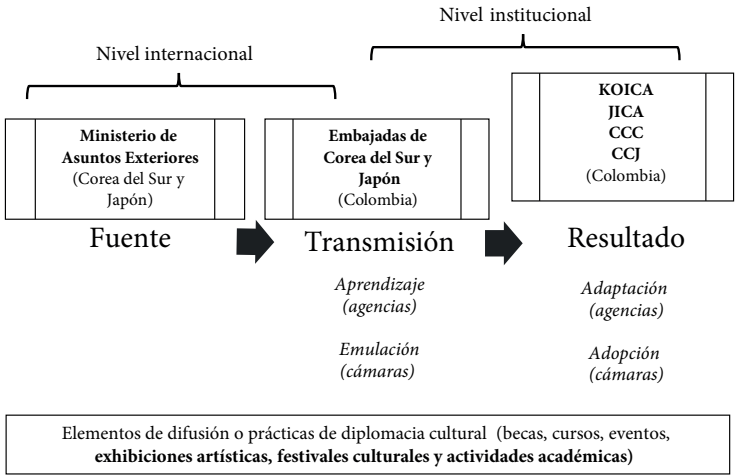 Nivel institucional
Nivel internacional
Ministerio de
Asuntos Exteriores
(Corea del Sur y
Japón)
Embajadas de
Corea del Sur y
Japón
(Colombia)
KOICA
JICA
CCC
CCJ
(Colombia)
Fuente
Transmisión
Resultado
Aprendizaje
(agencias)
Emulación
(cámaras)
Adaptación
(agencias)
Adopción
(cámaras)
Elementos de difusión o prácticas de diplomacia cultural (becas, cursos, eventos,
exhibiciones artísticas, festivales culturales y actividades académicas)